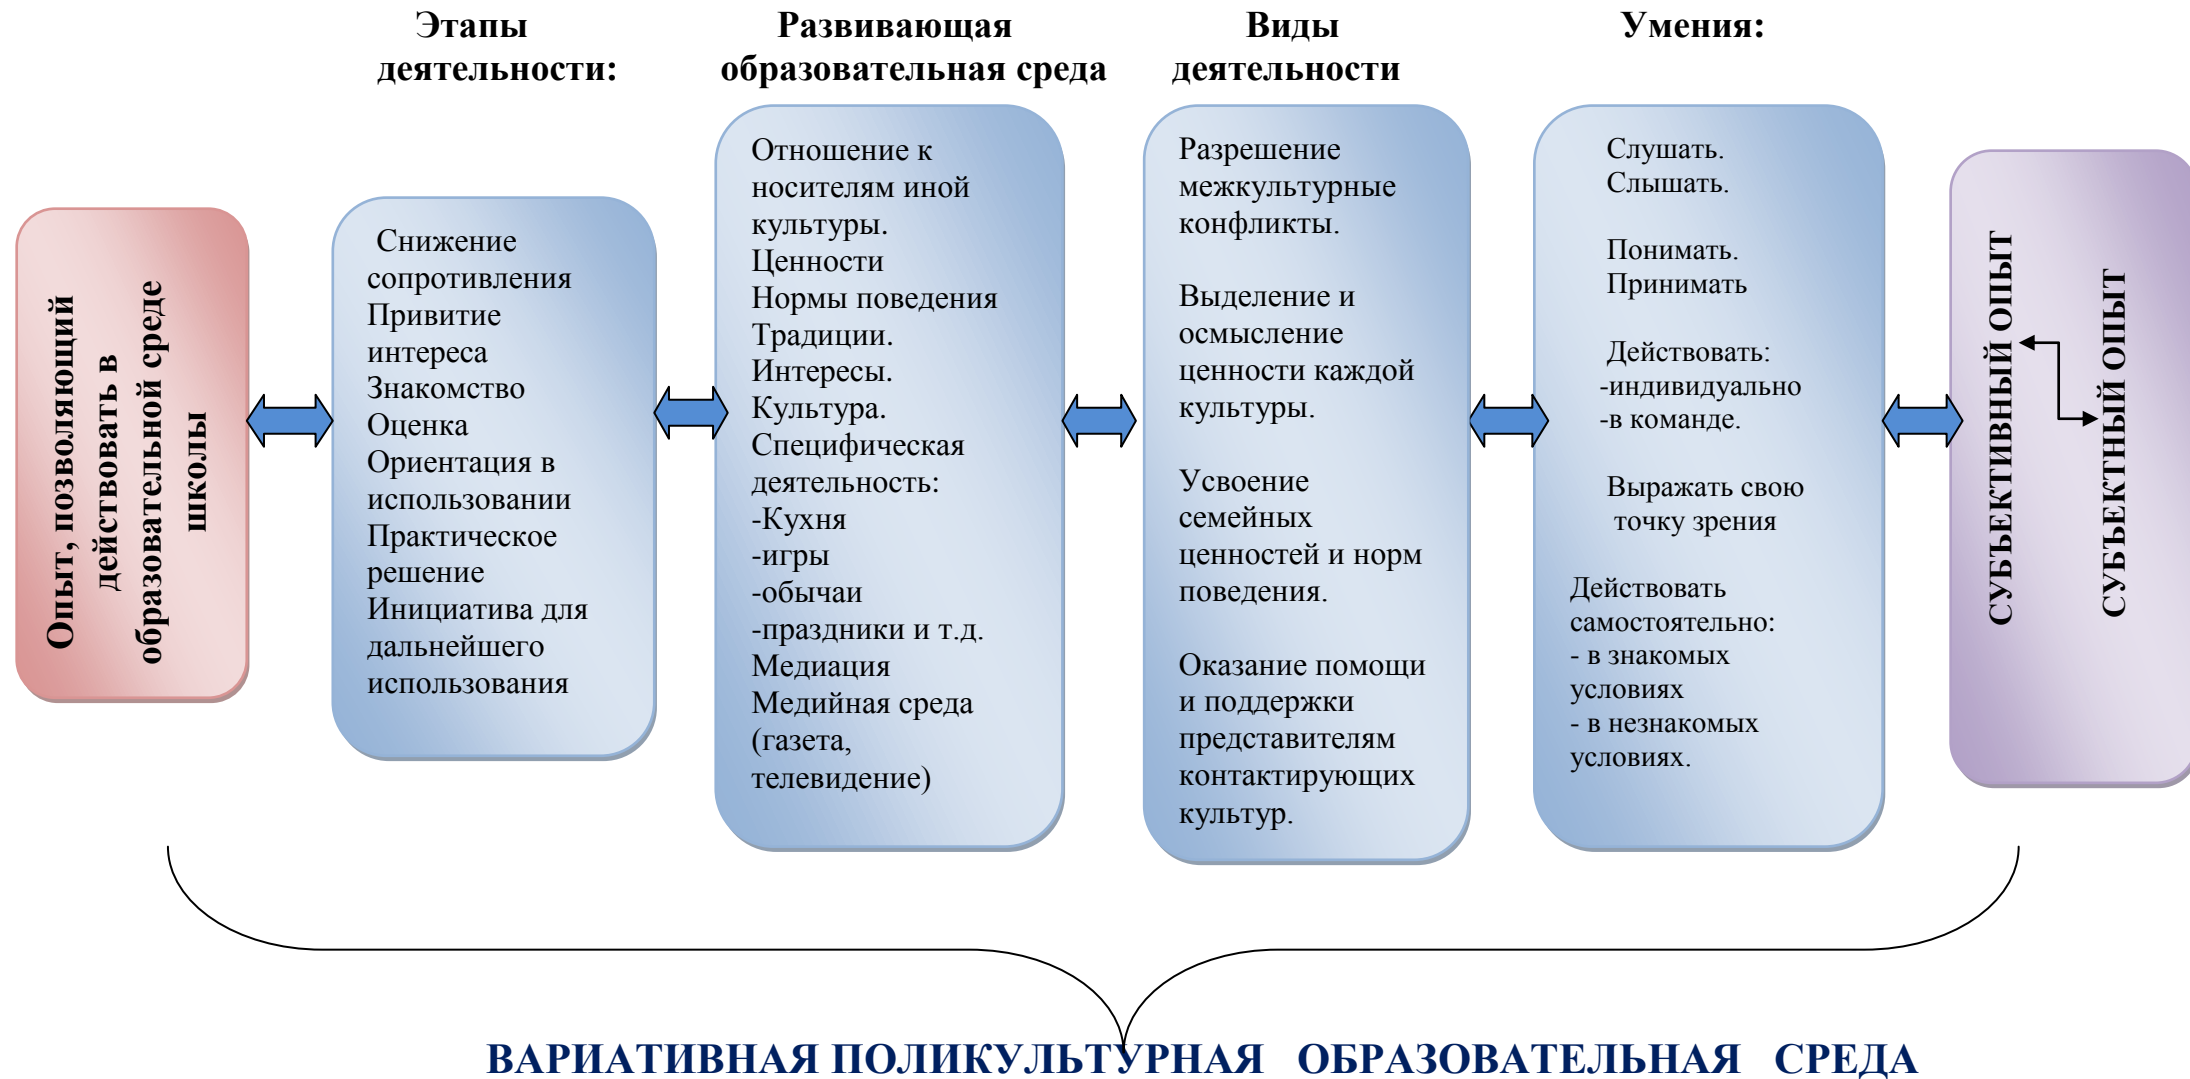 Этапы
деятельности:
Развивающая
образовательная среда
Виды
деятельности
Умения:
Опыт, позволяющий
действовать в
образовательной среде
школы
Снижение
сопротивления
Привитие
интереса
Знакомство
Оценка
Ориентация в
использовании
Практическое
решение
Инициатива для
дальнейшего
использования
Отношение к
носителям иной
культуры.
Ценности
Нормы поведения
Традиции.
Интересы.
Культура.
Специфическая
деятельность:
-Кухня
-игры
-обычаи
-праздники и т.д.
Медиация
Медийная среда
(газета,
телевидение)
Разрешение
межкультурные
конфликты.
Выделение и
осмысление
ценности каждой
культуры.
Усвоение
семейных
ценностей и норм
поведения.
Оказание помощи
и поддержки
представителям
контактирующих
культур.
Слушать.
Слышать.
Понимать.
Принимать
Действовать:
-индивидуально
-в команде.
Выражать свою
точку зрения
Действовать
самостоятельно:
- в знакомых
условиях
- в незнакомых
условиях.
СУБЪЕКТИВНЫЙ ОПЫТ
СУБЪЕКТНЫЙ ОПЫТ
ВАРИАТИВНАЯ ПОЛИКУЛЬТУРНАЯ ОБРАЗОВАТЕЛЬНАЯ СРЕДА